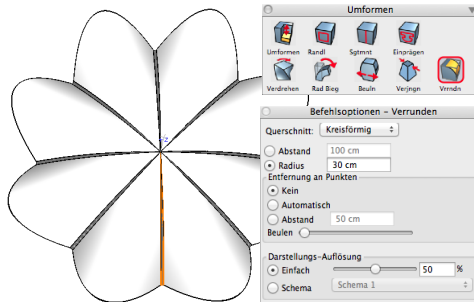 Umformen
Umformen Randl Sgtmnt Einprägen
Verdrehen Rad Bieg Beuln Verjngn Vrrndn
Befehlsoptionen – Verrunden
Querschnitt: Kreisförmig
Abstand 100 cm
Radius 30 cm
Entfernung an Punkten
Kein
Automatisch
Abstand 50 cm
Beulen
Darstellungs-Auflösung
Einfach 50 %
Schema Schema 1